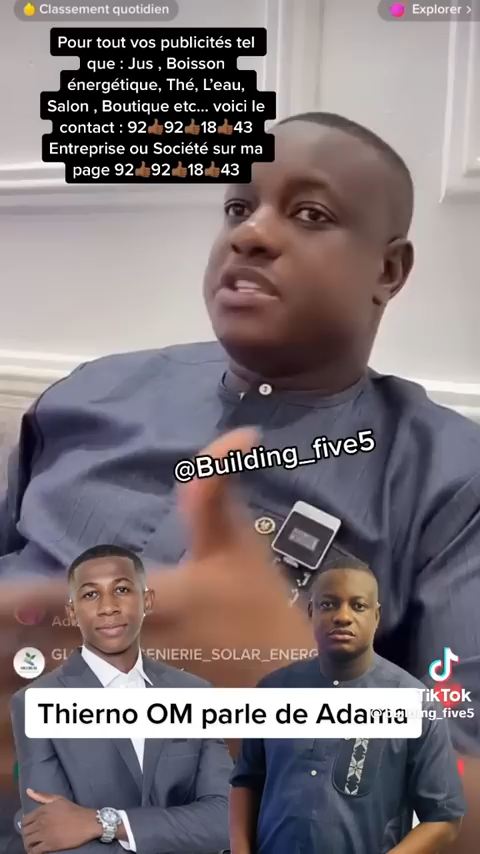 Classement quotidien
Explorer >
Pour tout vos publicités tel
que : Jus , Boisson
énergétique, Thé, L’eau,
Salon , Boutique etc... voici le
contact : 92👍🏾92👍🏾18👍🏾43
Entreprise ou Société sur ma
page 92👍🏾92👍🏾18👍🏾43
@Building_five5
ENIERIE_SOLAR_ENERG
Thierno OM parle de Adama
TikTok
@Building_five5